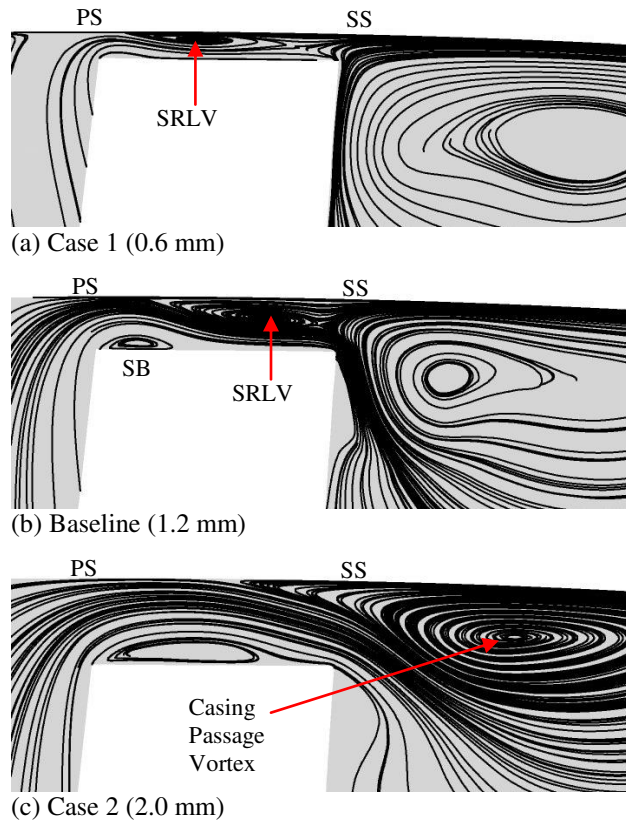 PS SS
SRLV
(a) Case 1 (0.6 mm)
PS SS
SB
SRLV
(b) Baseline (1.2 mm)
PS SS
Casing
Passage
Vortex
(c) Case 2 (2.0 mm)